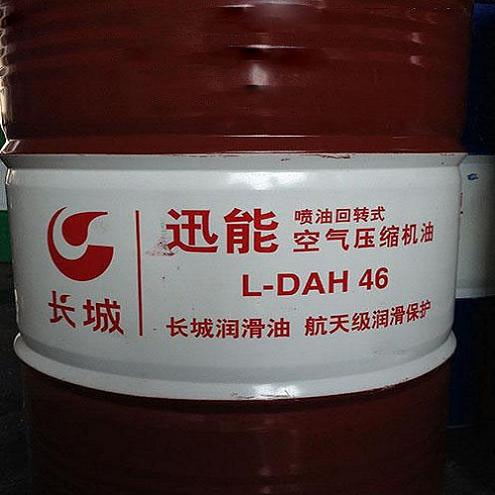 长城
迅能 喷油回转式
空气压缩机油
L-DAH 46
长城润滑油 航天级润滑保护